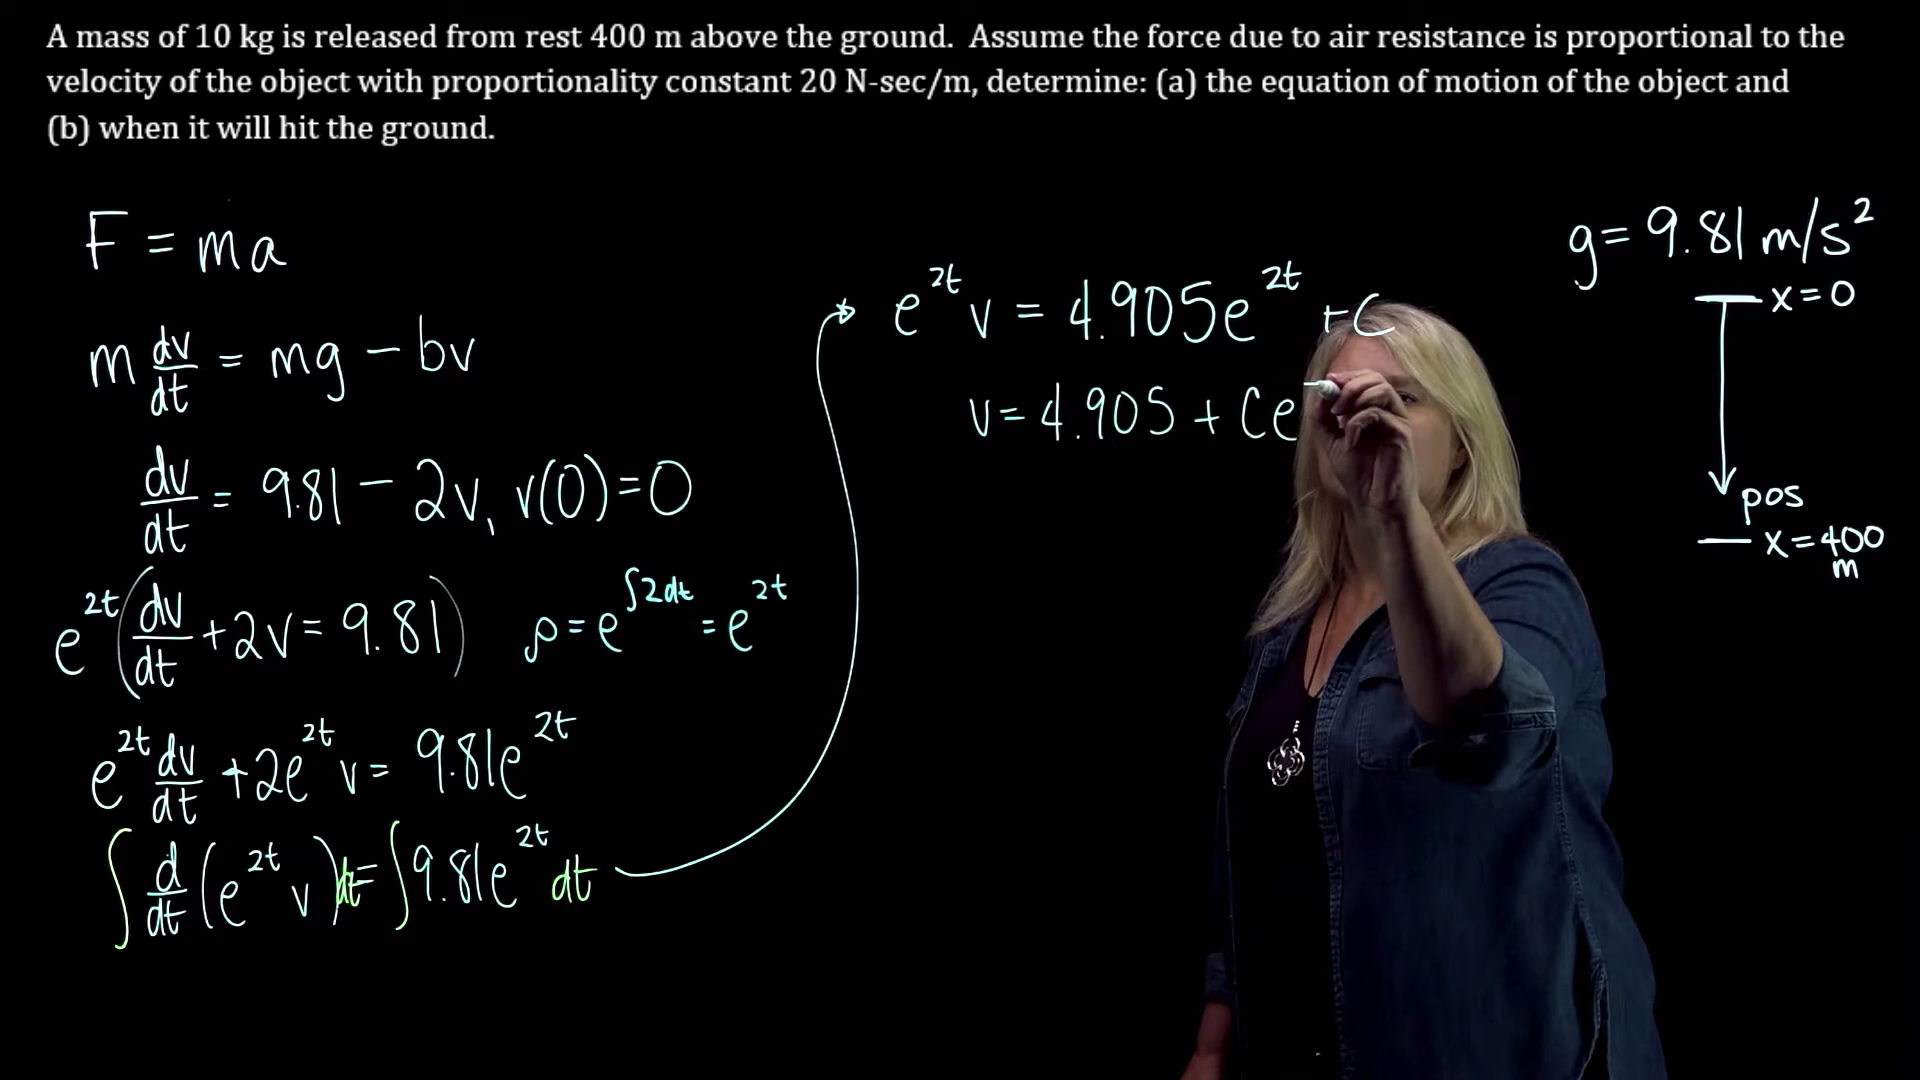 A mass of 10 kg is released from rest 400 m above the ground. Assume the force due to air resistance is proportional to the
velocity of the object with proportionality constant 20 N-sec/m, determine: (a) the equation of motion of the object and
(b) when it will hit the ground.
F = ma
m dv/dt = mg - bv
dv/dt = 9.81 - 2v, v(0)=0
e^2t (dv/dt + 2v = 9.81) ρ = e^∫2dt = e^2t
e^2t dv/dt + 2e^2t v = 9.81e^2t
∫ d/dt (e^2t v) dt = ∫ 9.81e^2t dt
e^2t v = 4.905e^2t + C
v = 4.905 + Ce^-
g = 9.81 m/s^2
x = 0
pos
x = 400
m